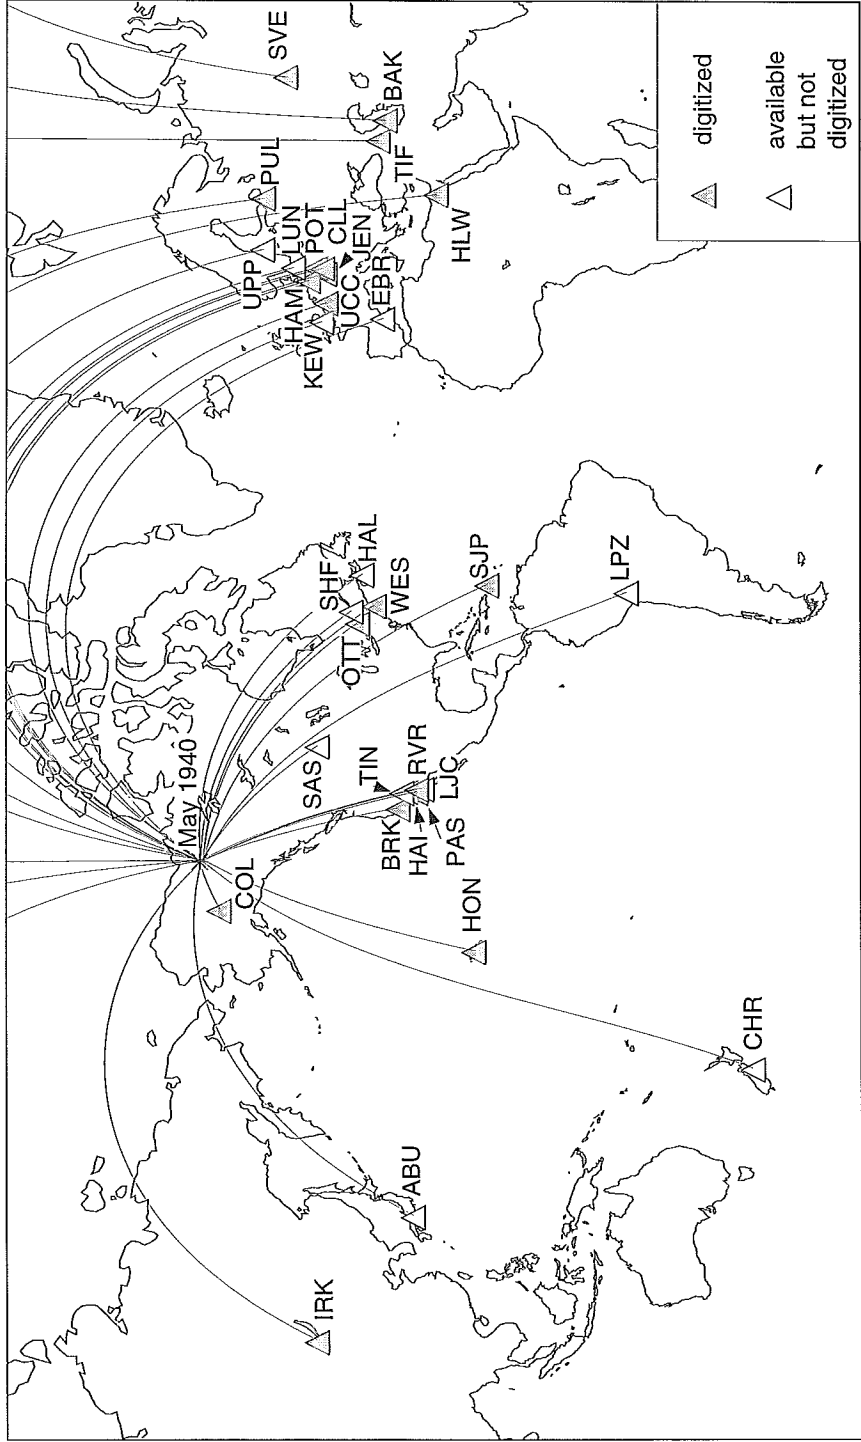 May 1940
COL
IRK
ABU
HON
CHR
SAS
TIN
BRK
HAI
PAS
RVR
LJC
OTT
SHF
HAL
WES
SJP
LPZ
UPP
PUL
LUN
POT
CLL
HAM
JEN
KEW
UCC
EBR
TIF
BAK
SVE
HLW
digitized
available
but not
digitized